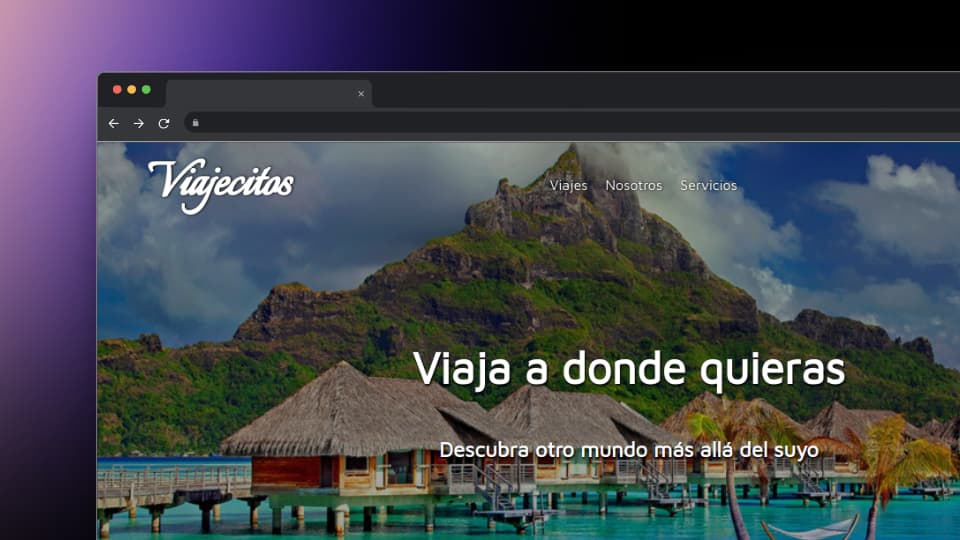 Viajecitos
Viajes Nosotros Servicios
Viaja a donde quieras
Descubra otro mundo más allá del suyo